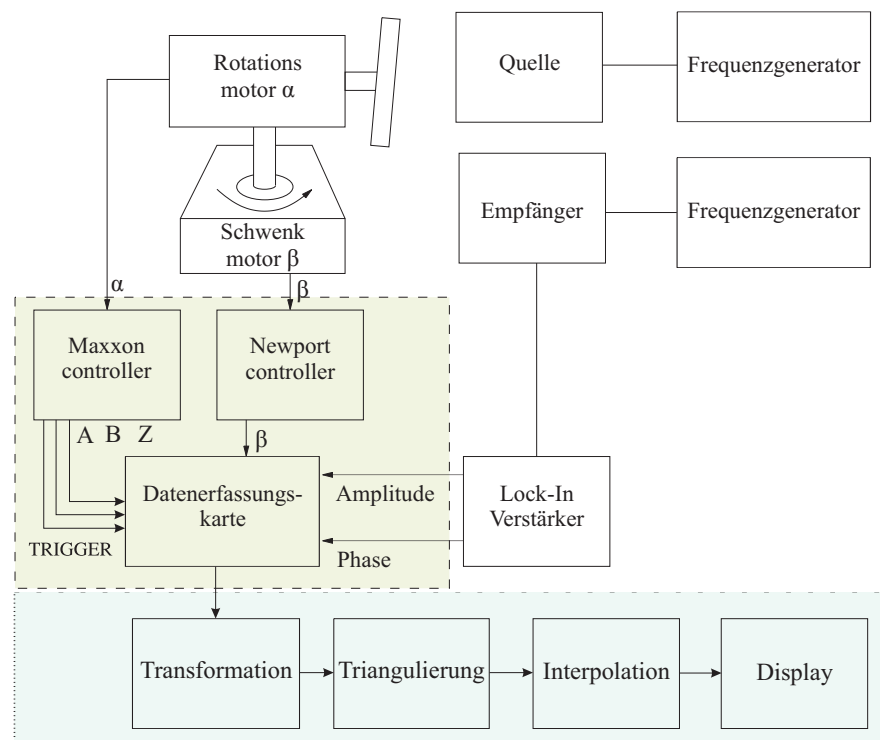 Rotations
motor α
Quelle
Frequenzgenerator
Empfänger
Frequenzgenerator
Schwenk
motor β
α
β
Maxxon
controller
Newport
controller
A B Z
β
Datenerfassungs-
karte
Amplitude
Lock-In
Verstärker
TRIGGER
Phase
Transformation
Triangulierung
Interpolation
Display